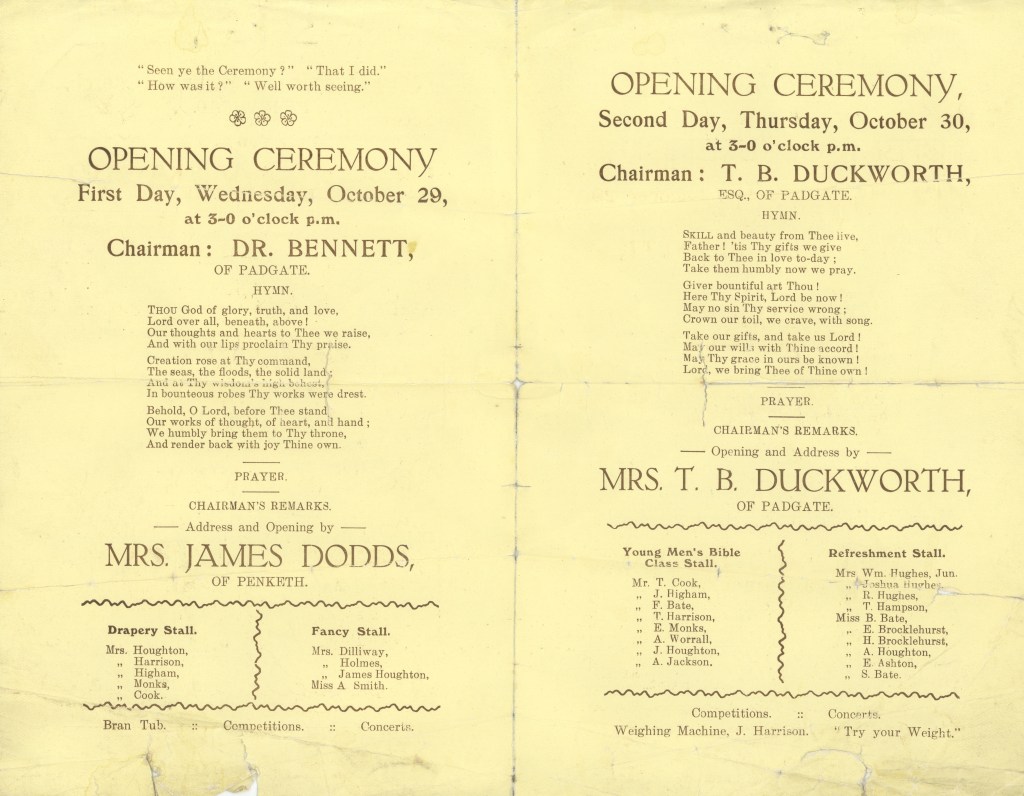 "Seen ye the Ceremony?" "That I did."
"How was it?" "Well worth seeing."
OPENING CEREMONY
First Day, Wednesday, October 29,
at 3-0 o'clock p.m.
Chairman: DR. BENNETT,
OF PADGATE.
HYMN.
THOU God of glory, truth, and love,
Lord over all, beneath, above!
Our thoughts and hearts to Thee we raise,
And with our lips proclaim Thy praise.
Creation rose at Thy command,
The seas, the floods, the solid land;
And at Thy wisdom's high behest,
In bounteous robes Thy works were drest.
Behold, O Lord, before Thee stand
Our works of thought, of heart, and hand;
We humbly bring them to Thy throne,
And render back with joy Thine own.
PRAYER.
CHAIRMAN'S REMARKS.
—— Address and Opening by ——
MRS. JAMES DODDS,
OF PENKETH.
Drapery Stall.
Mrs. Houghton,
„ Harrison,
„ Higham,
„ Monks,
„ Cook.
Fancy Stall.
Mrs. Dilliway,
„ Holmes,
„ James Houghton,
Miss A Smith.
Bran Tub. :: Competitions. :: Concerts.
OPENING CEREMONY,
Second Day, Thursday, October 30,
at 3-0 o'clock p.m.
Chairman: T. B. DUCKWORTH,
ESQ., OF PADGATE.
HYMN.
SKILL and beauty from Thee live,
Father! 'tis Thy gifts we give
Back to Thee in love to-day;
Take them humbly now we pray.
Giver bountiful art Thou!
Here Thy Spirit, Lord be now!
May no sin Thy service wrong;
Crown our toil, we crave, with song.
Take our gifts, and take us Lord!
May our wills with Thine accord!
May Thy grace in ours be known!
Lord, we bring Thee of Thine own!
PRAYER.
CHAIRMAN'S REMARKS.
—— Opening and Address by ——
MRS. T. B. DUCKWORTH,
OF PADGATE.
Young Men's Bible
Class Stall.
Mr. T. Cook,
„ J. Higham,
„ F. Bate,
„ T. Harrison,
„ E. Monks,
„ A. Worrall,
„ J. Houghton,
„ A. Jackson.
Refreshment Stall.
Mrs Wm. Hughes, Jun.
„ Joshua Hughes,
„ R. Hughes,
„ T. Hampson,
Miss B. Bate,
„ E. Brocklehurst,
„ H. Brocklehurst,
„ A. Houghton,
„ E. Ashton,
„ S. Bate.
Competitions. :: Concerts.
Weighing Machine, J. Harrison. "Try your Weight."